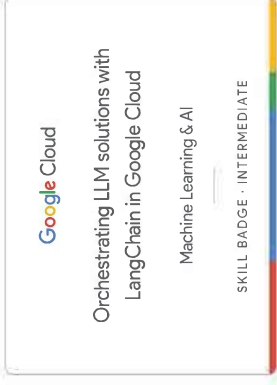 Google Cloud
Orchestrating LLM solutions with
LangChain in Google Cloud
Machine Learning & AI
SKILL BADGE · INTERMEDIATE